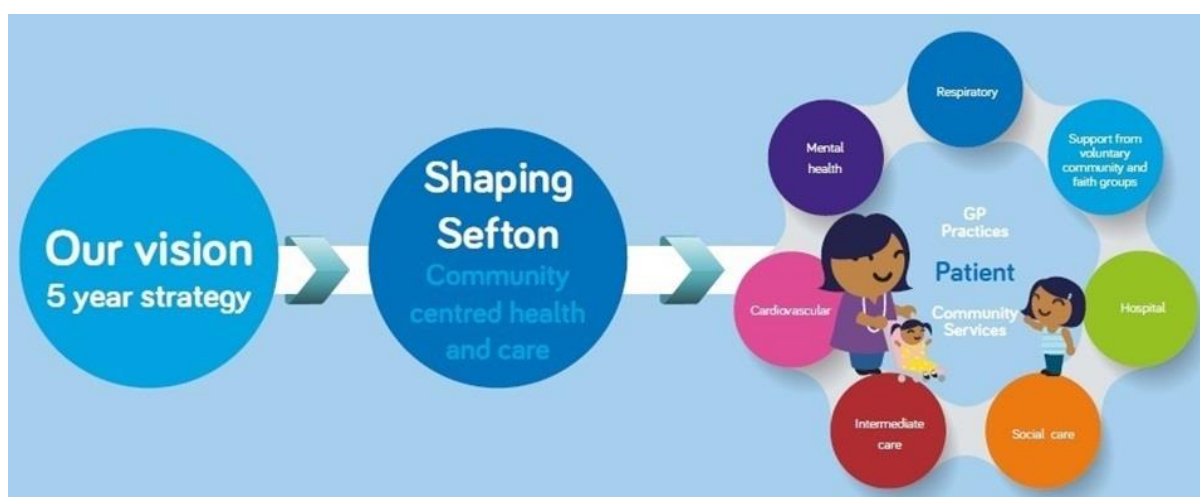 Our vision
5 year strategy
Shaping
Sefton
Community
centred health
and care
Respiratory
Support from
voluntary
community and
faith groups
Hospital
Social care
Intermediate
care
Cardiovascular
Mental
health
GP
Practices
Patient
Community
Services